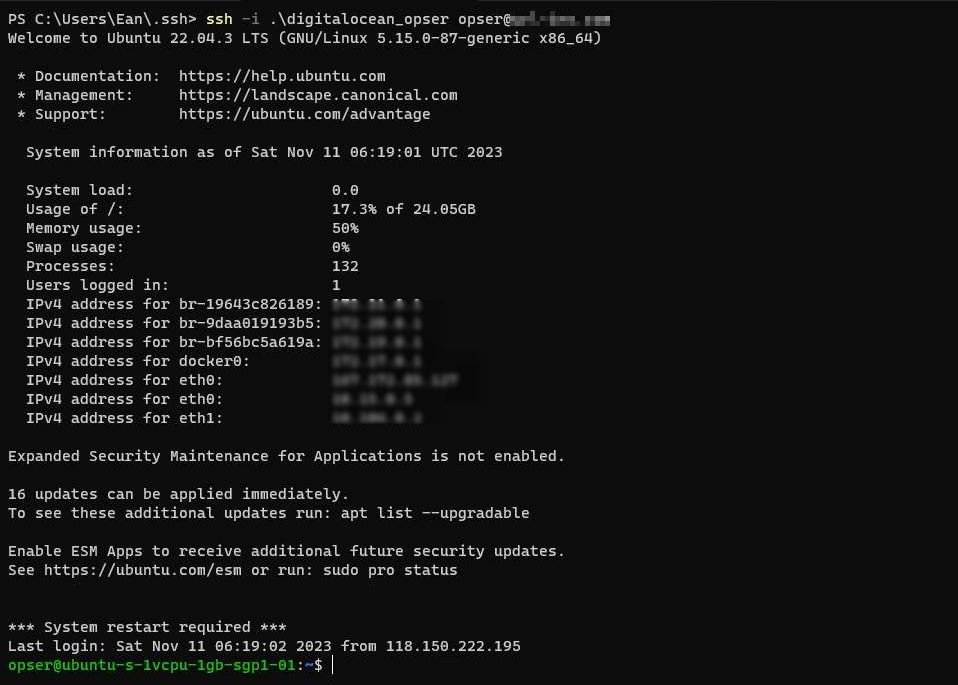 PS C:\Users\Ean\.ssh> ssh -i .\digitalocean_opser opser@
Welcome to Ubuntu 22.04.3 LTS (GNU/Linux 5.15.0-87-generic x86_64)
* Documentation: https://help.ubuntu.com
* Management: https://landscape.canonical.com
* Support: https://ubuntu.com/advantage
System information as of Sat Nov 11 06:19:01 UTC 2023
System load: 0.0
Usage of /: 17.3% of 24.05GB
Memory usage: 50%
Swap usage: 0%
Processes: 132
Users logged in: 1
IPv4 address for br-19643c826189:
IPv4 address for br-9daa019193b5:
IPv4 address for br-bf56bc5a619a:
IPv4 address for docker0:
IPv4 address for eth0:
IPv4 address for eth0:
IPv4 address for eth1:
Expanded Security Maintenance for Applications is not enabled.
16 updates can be applied immediately.
To see these additional updates run: apt list --upgradable
Enable ESM Apps to receive additional future security updates.
See https://ubuntu.com/esm or run: sudo pro status
*** System restart required ***
Last login: Sat Nov 11 06:19:02 2023 from 118.150.222.195
opser@ubuntu-s-1vcpu-1gb-sgp1-01:~$